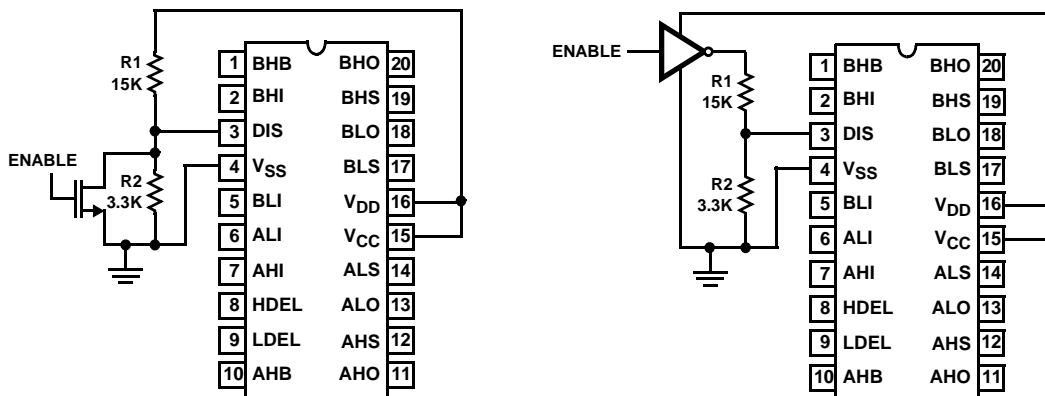 R1
15K
ENABLE
R2
3.3K
1 BHB BHO 20
2 BHI BHS 19
3 DIS BLO 18
4 VSS BLS 17
5 BLI VDD 16
6 ALI VCC 15
7 AHI ALS 14
8 HDEL ALO 13
9 LDEL AHS 12
10 AHB AHO 11
ENABLE
R1
15K
R2
3.3K
1 BHB BHO 20
2 BHI BHS 19
3 DIS BLO 18
4 VSS BLS 17
5 BLI VDD 16
6 ALI VCC 15
7 AHI ALS 14
8 HDEL ALO 13
9 LDEL AHS 12
10 AHB AHO 11